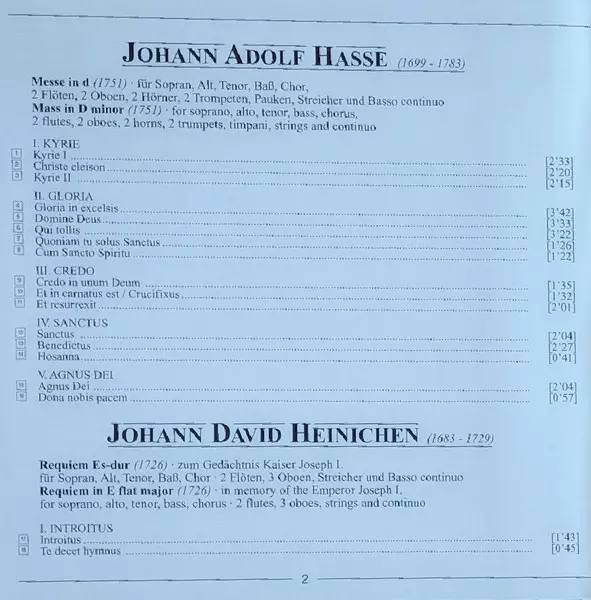 JOHANN ADOLF HASSE (1699 - 1783)
Messe in d (1751) · für Sopran, Alt, Tenor, Baß, Chor,
2 Flöten, 2 Oboen, 2 Hörner, 2 Trompeten, Pauken, Streicher und Basso continuo
Mass in D minor (1751) · for soprano, alto, tenor, bass, chorus,
2 flutes, 2 oboes, 2 horns, 2 trumpets, timpani, strings and continuo
I. KYRIE
1 Kyrie I [2'33]
2 Christe eleison [2'20]
3 Kyrie II [2'15]
II. GLORIA
4 Gloria in excelsis [3'42]
5 Domine Deus [3'33]
6 Qui tollis [3'22]
7 Quoniam tu solus Sanctus [1'26]
8 Cum Sancto Spiritu [1'22]
III. CREDO
9 Credo in unum Deum [1'35]
10 Et in carnatus est / Crucifixus [1'32]
11 Et resurrexit [2'01]
IV. SANCTUS
12 Sanctus [2'04]
13 Benedictus [2'27]
14 Hosanna [0'41]
V. AGNUS DEI
15 Agnus Dei [2'04]
16 Dona nobis pacem [0'57]
JOHANN DAVID HEINICHEN (1683 - 1729)
Requiem Es-dur (1726) · zum Gedächtnis Kaiser Joseph I.
für Sopran, Alt, Tenor, Baß, Chor · 2 Flöten, 3 Oboen, Streicher und Basso continuo
Requiem in E flat major (1726) · in memory of the Emperor Joseph I.
for soprano, alto, tenor, bass, chorus · 2 flutes, 3 oboes, strings and continuo
I. INTROITUS
17 Introitus [1'43]
18 Te decet hymnus [0'45]
2